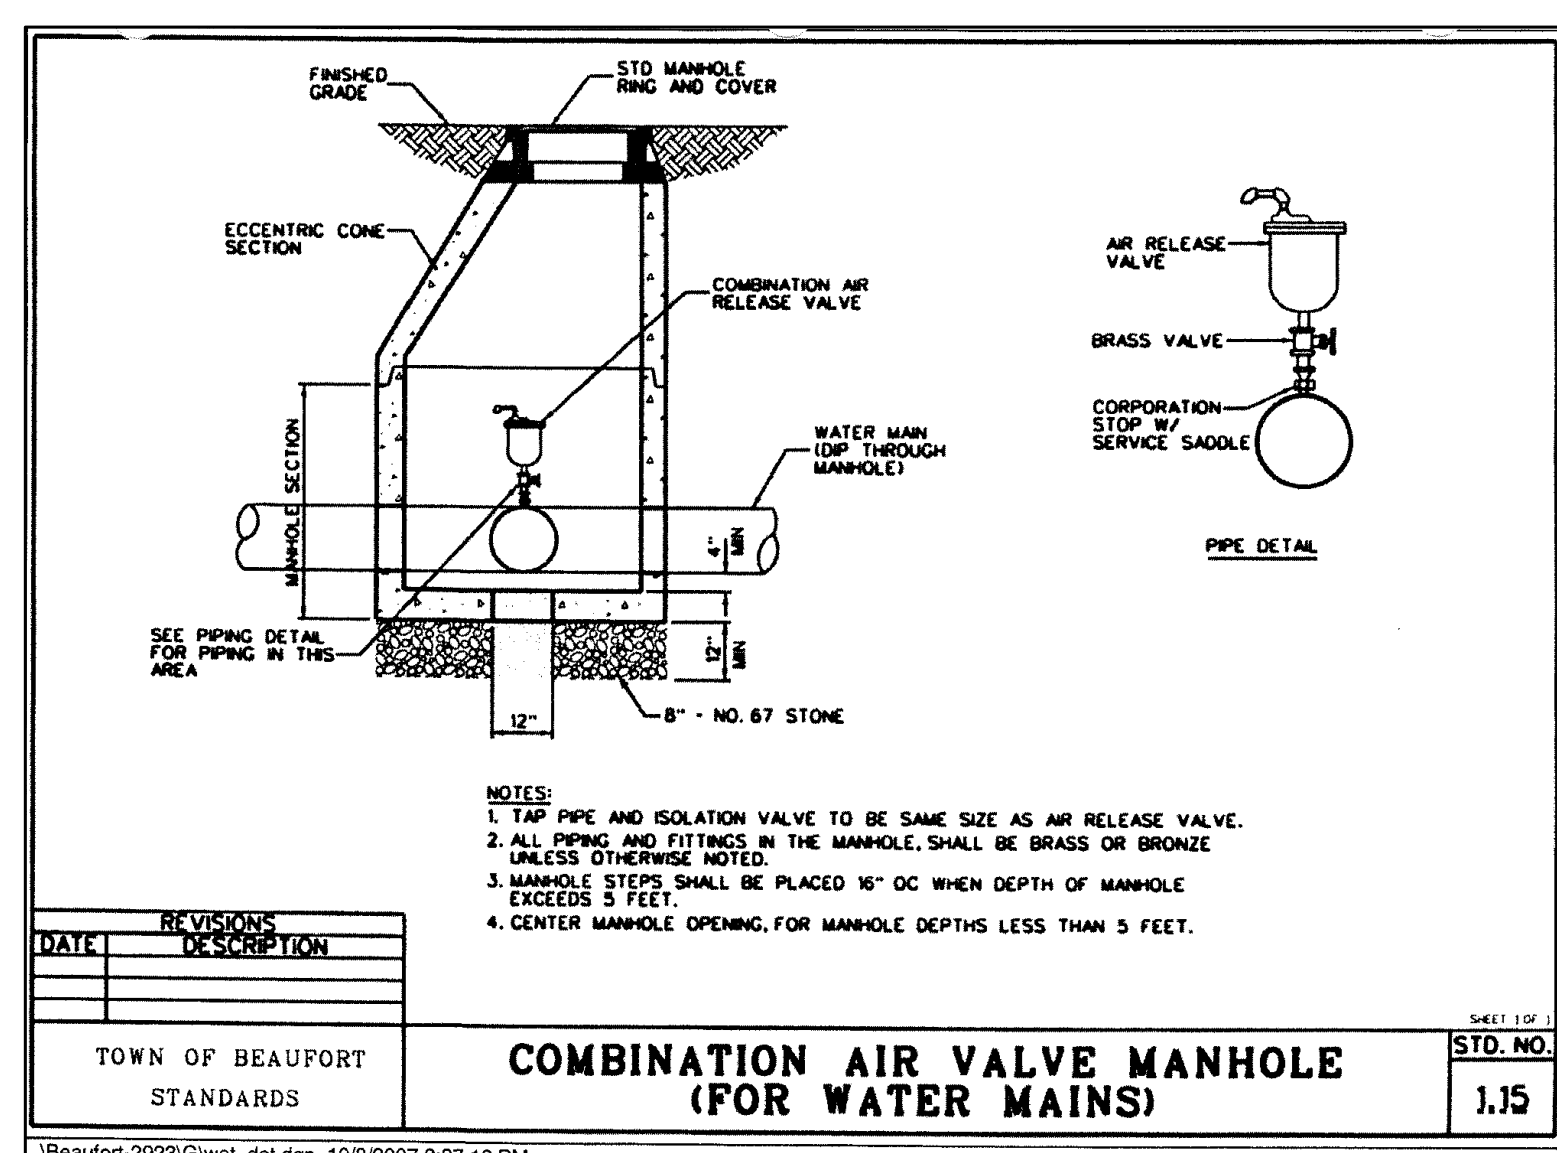 FINISHED
GRADE
STD MANHOLE
RING AND COVER
ECCENTRIC CONE
SECTION
COMBINATION AIR
RELEASE VALVE
MANHOLE SECTION
WATER MAIN
(DIP THROUGH
MANHOLE)
4"
MIN
SEE PIPING DETAIL
FOR PIPING IN THIS
AREA
12"
MIN
12"
8" - NO. 67 STONE
AIR RELEASE
VALVE
BRASS VALVE
CORPORATION
STOP W/
SERVICE SADDLE
PIPE DETAIL
NOTES:
1. TAP PIPE AND ISOLATION VALVE TO BE SAME SIZE AS AIR RELEASE VALVE.
2. ALL PIPING AND FITTINGS IN THE MANHOLE, SHALL BE BRASS OR BRONZE
UNLESS OTHERWISE NOTED.
3. MANHOLE STEPS SHALL BE PLACED 16" OC WHEN DEPTH OF MANHOLE
EXCEEDS 5 FEET.
4. CENTER MANHOLE OPENING, FOR MANHOLE DEPTHS LESS THAN 5 FEET.
REVISIONS
DATE DESCRIPTION
TOWN OF BEAUFORT
STANDARDS
COMBINATION AIR VALVE MANHOLE
(FOR WATER MAINS)
SHEET 1 OF 1
STD. NO.
1.15